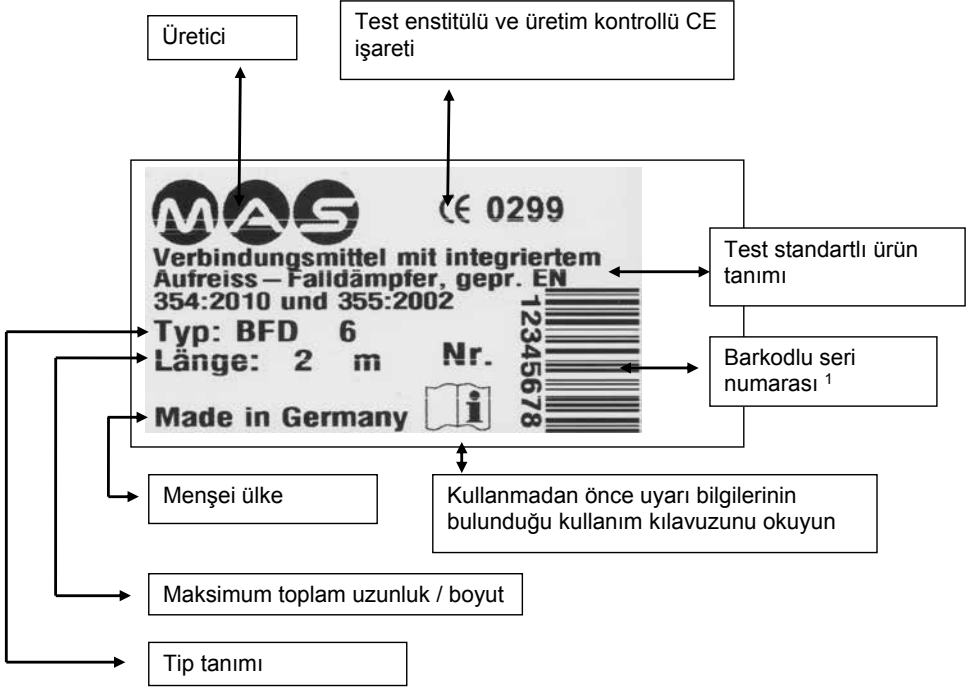 Üretici
Test enstitülü ve üretim kontrollü CE
işareti
MAS
CE 0299
Verbindungsmittel mit integriertem
Aufreiss – Falldämpfer, gepr. EN
354:2010 und 355:2002
Typ: BFD 6
Länge: 2 m
Nr.
12345678
Made in Germany
i
Test standartlı ürün
tanımı
Barkodlu seri
numarası ¹
Menşei ülke
Kullanmadan önce uyarı bilgilerinin
bulunduğu kullanım kılavuzunu okuyun
Maksimum toplam uzunluk / boyut
Tip tanımı